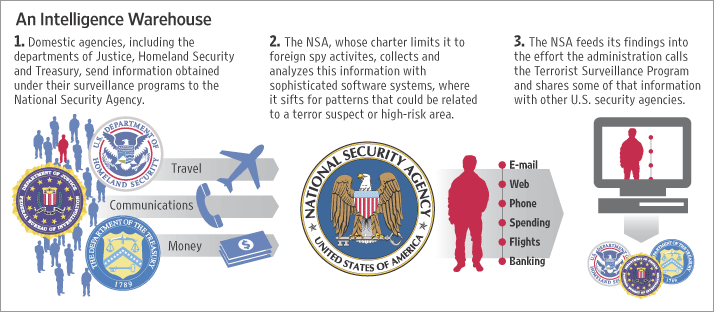 An Intelligence Warehouse
1. Domestic agencies, including the
departments of Justice, Homeland Security
and Treasury, send information obtained
under their surveillance programs to the
National Security Agency.
2. The NSA, whose charter limits it to
foreign spy activites, collects and
analyzes this information with
sophisticated software systems, where
it sifts for patterns that could be related
to a terror suspect or high-risk area.
3. The NSA feeds its findings into
the effort the administration calls
the Terrorist Surveillance Program
and shares some of that information
with other U.S. security agencies.
U.S. DEPARTMENT OF
HOMELAND SECURITY
DEPARTMENT OF JUSTICE
FEDERAL BUREAU OF INVESTIGATION
THE DEPARTMENT OF THE TREASURY
1789
Travel
Communications
Money
$
NATIONAL SECURITY AGENCY
UNITED STATES OF AMERICA
E-mail
Web
Phone
Spending
Flights
Banking